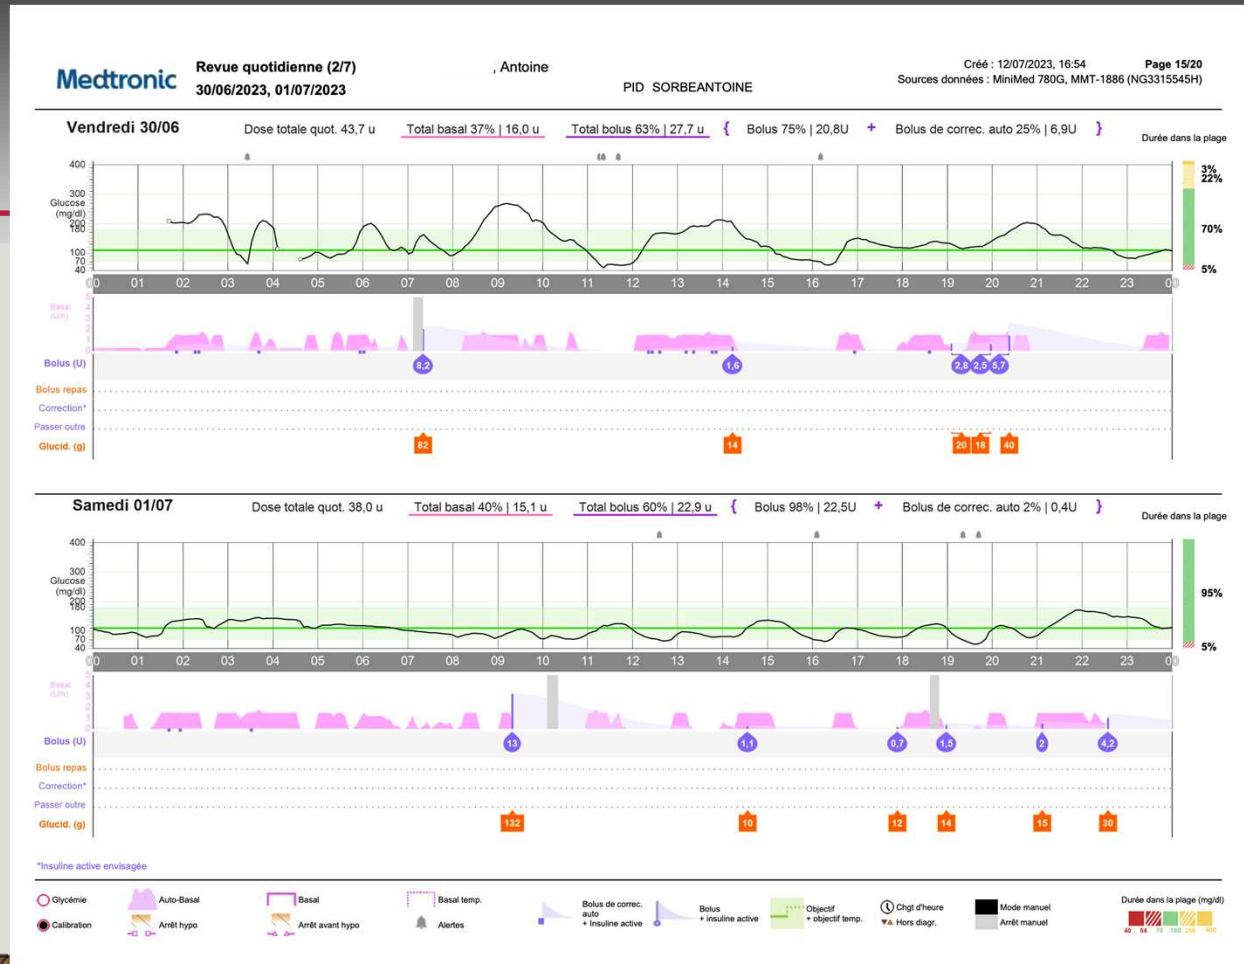 Medtronic
Revue quotidienne (2/7)
30/06/2023, 01/07/2023
, Antoine
PID SORBEANTOINE
Créé : 12/07/2023, 16:54 Page 15/20
Sources données : MiniMed 780G, MMT-1886 (NG3315545H)
Vendredi 30/06 Dose totale quot. 43,7 u Total basal 37% | 16,0 u Total bolus 63% | 27,7 u { Bolus 75% | 20,8U + Bolus de correc. auto 25% | 6,9U }
Durée dans la plage
400
300
Glucose
(mg/dl)
200
180
100
70
40
3%
22%
70%
5%
00 01 02 03 04 05 06 07 08 09 10 11 12 13 14 15 16 17 18 19 20 21 22 23 00
Basal
(U/h)
5
4
3
2
1
0
Bolus (U) 8,2 1,6 2,8 2,5 5,7
Bolus repas
Correction*
Passer outre
Glucid. (g) 82 14 20 18 40
Samedi 01/07 Dose totale quot. 38,0 u Total basal 40% | 15,1 u Total bolus 60% | 22,9 u { Bolus 98% | 22,5U + Bolus de correc. auto 2% | 0,4U }
Durée dans la plage
400
300
Glucose
(mg/dl)
200
180
100
70
40
95%
5%
00 01 02 03 04 05 06 07 08 09 10 11 12 13 14 15 16 17 18 19 20 21 22 23 00
Basal
(U/h)
5
4
3
2
1
0
Bolus (U) 13 1,1 0,7 1,5 2 4,2
Bolus repas
Correction*
Passer outre
Glucid. (g) 132 10 12 14 15 30
*Insuline active envisagée
Glycémie Auto-Basal Basal Basal temp. Bolus de correc. auto + Insuline active Bolus + insuline active Objectif + objectif temp. Chgt d'heure Mode manuel
Calibration Arrêt hypo Arrêt avant hypo Alertes Hors diagr. Arrêt manuel
Durée dans la plage (mg/dl)
40 54 70 180 250 400